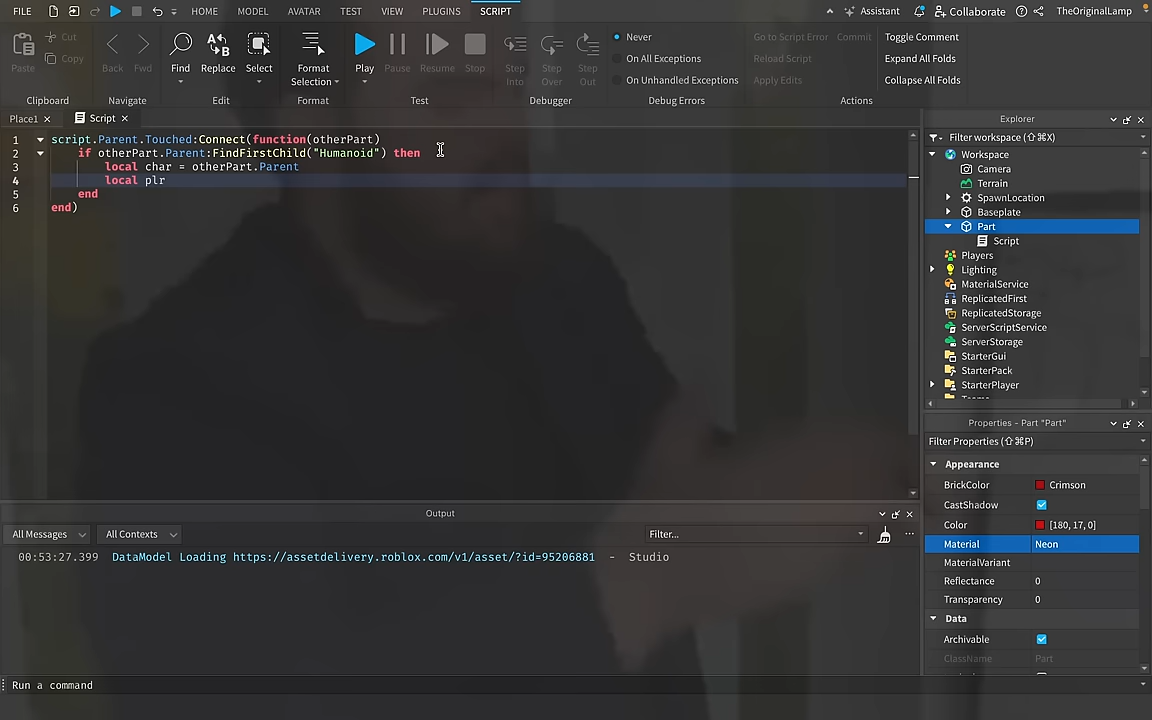 FILE HOME MODEL AVATAR TEST VIEW PLUGINS SCRIPT Assistant Collaborate TheOriginalLamp
Paste Cut Copy Back Fwd Find Replace Select Format Selection Play Pause Resume Stop Step Into Step Over Step Out
Never
On All Exceptions
On Unhandled Exceptions
Go to Script Error Commit
Reload Script
Apply Edits
Toggle Comment
Expand All Folds
Collapse All Folds
Clipboard Navigate Edit Format Test Debugger Debug Errors Actions
Place1 Script
1 script.Parent.Touched:Connect(function(otherPart)
2 if otherPart.Parent:FindFirstChild("Humanoid") then
3 local char = otherPart.Parent
4 local plr
5 end
6 end)
Explorer
Filter workspace (⇧⌘X)
Workspace
Camera
Terrain
SpawnLocation
Baseplate
Part
Script
Players
Lighting
MaterialService
ReplicatedFirst
ReplicatedStorage
ServerScriptService
ServerStorage
StarterGui
StarterPack
StarterPlayer
Properties - Part "Part"
Filter Properties (⇧⌘P)
Appearance
BrickColor Crimson
CastShadow
Color [180, 17, 0]
Material Neon
MaterialVariant
Reflectance 0
Transparency 0
Data
Archivable
ClassName Part
Output
All Messages All Contexts Filter...
00:53:27.399 DataModel Loading https://assetdelivery.roblox.com/v1/asset/?id=95206881 - Studio
Run a command